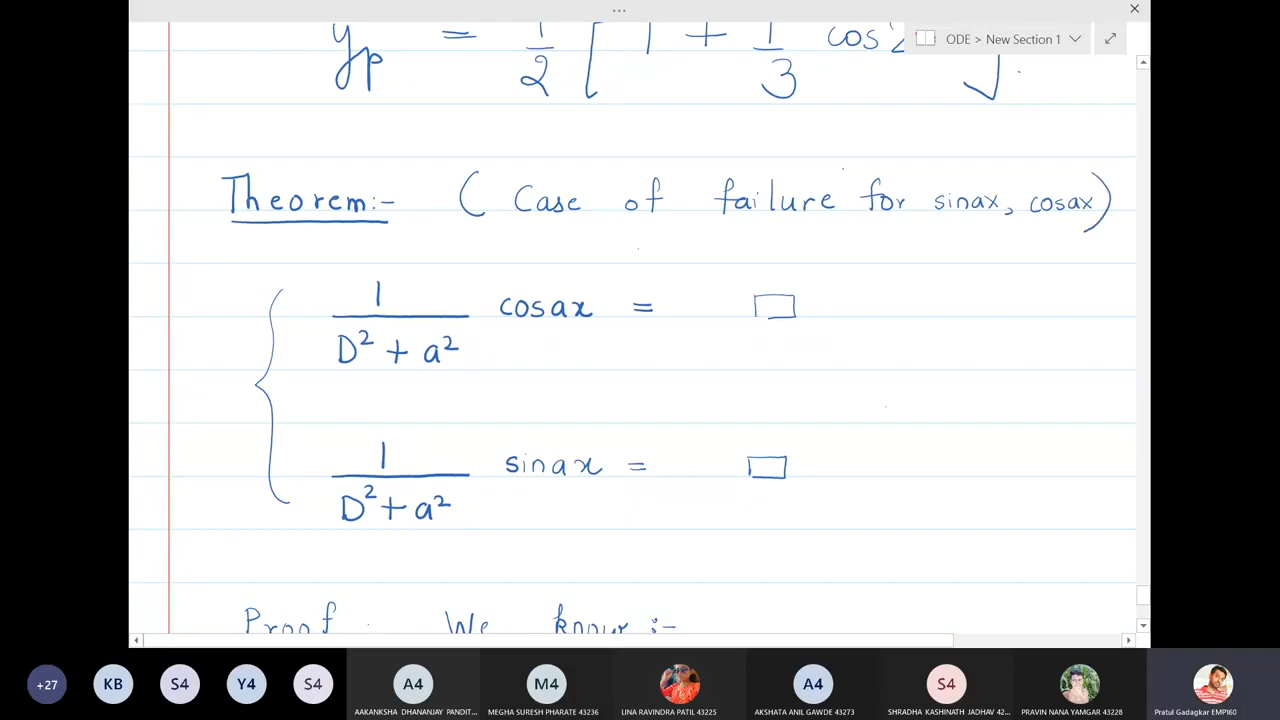 ODE > New Section 1
yp = 1/2 [ 1 + 1/3 cos2
Theorem:- ( Case of failure for sinax, cosax)
1/(D² + a²) cosax = □
1/(D² + a²) sinax = □
Proof. We know :-
+27 KB S4 Y4 S4 A4 M4 A4 S4
AAKANKSHA DHANANJAY PANDIT... MEGHA SURESH PHARATE 43236 LINA RAVINDRA PATIL 43225 AKSHATA ANIL GAWDE 43273 SHRADHA KASHINATH JADHAV 42... PRAVIN NANA YAMGAR 43228 Pratul Gadagkar EMP160